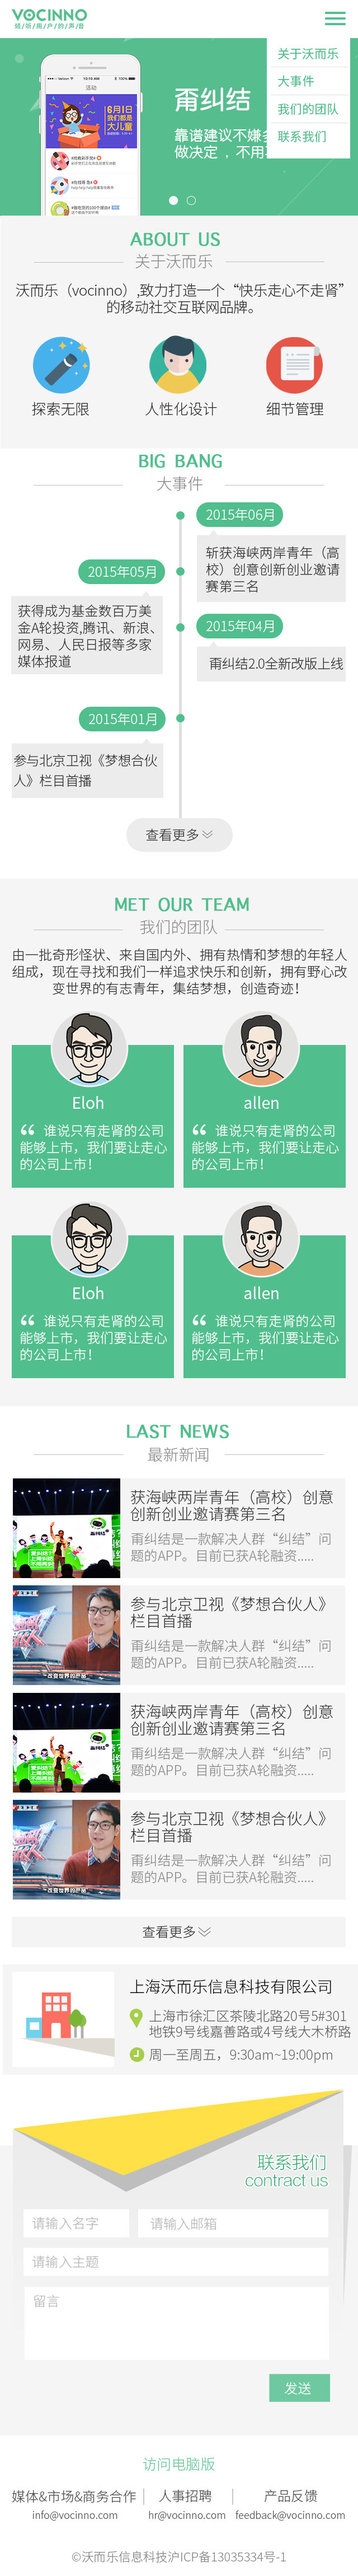 VOCINNO
倾/听/用/户/的/声/音
关于沃而乐
大事件
我们的团队
联系我们
活动
6月1日
我们都是
大儿童
甭纠结
靠谱建议不嫌多
做决定，不用
ABOUT US
关于沃而乐
沃而乐（vocinno）,致力打造一个“快乐走心不走肾”
的移动社交互联网品牌。
探索无限
人性化设计
细节管理
BIG BANG
大事件
2015年06月
斩获海峡两岸青年（高
校）创意创新创业邀请
赛第三名
2015年05月
获得成为基金数百万美
金A轮投资,腾讯、新浪、
网易、人民日报等多家
媒体报道
2015年04月
甭纠结2.0全新改版上线
2015年01月
参与北京卫视《梦想合伙
人》栏目首播
查看更多
MET OUR TEAM
我们的团队
由一批奇形怪状、来自国内外、拥有热情和梦想的年轻人
组成，现在寻找和我们一样追求快乐和创新，拥有野心改
变世界的有志青年，集结梦想，创造奇迹！
Eloh
“ 谁说只有走肾的公司
能够上市，我们要让走心
的公司上市！
allen
“ 谁说只有走肾的公司
能够上市，我们要让走心
的公司上市！
Eloh
“ 谁说只有走肾的公司
能够上市，我们要让走心
的公司上市！
allen
“ 谁说只有走肾的公司
能够上市，我们要让走心
的公司上市！
LAST NEWS
最新新闻
获海峡两岸青年（高校）创意
创新创业邀请赛第三名
甭纠结是一款解决人群“纠结”问
题的APP。目前已获A轮融资.....
参与北京卫视《梦想合伙人》
栏目首播
甭纠结是一款解决人群“纠结”问
题的APP。目前已获A轮融资.....
获海峡两岸青年（高校）创意
创新创业邀请赛第三名
甭纠结是一款解决人群“纠结”问
题的APP。目前已获A轮融资.....
参与北京卫视《梦想合伙人》
栏目首播
甭纠结是一款解决人群“纠结”问
题的APP。目前已获A轮融资.....
查看更多
上海沃而乐信息科技有限公司
上海市徐汇区茶陵北路20号5#301
地铁9号线嘉善路或4号线大木桥路
周一至周五，9:30am~19:00pm
联系我们
contract us
请输入名字
请输入邮箱
请输入主题
留言
发送
访问电脑版
媒体&市场&商务合作
info@vocinno.com
人事招聘
hr@vocinno.com
产品反馈
feedback@vocinno.com
©沃而乐信息科技沪ICP备13035334号-1